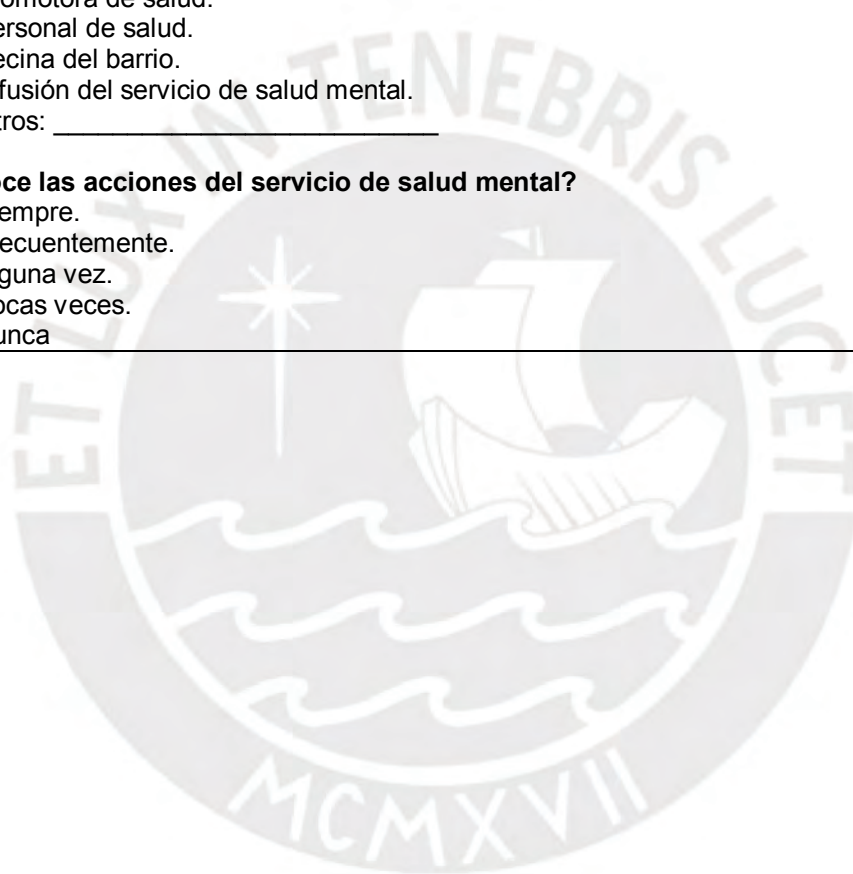 omotora de salud.
ersonal de salud.
ecina del barrio.
fusión del servicio de salud mental.
tros: ________________________
oce las acciones del servicio de salud mental?
empre.
ecuentemente.
guna vez.
ocas veces.
unca
ET LUX IN TENEBRIS LUCET
MCMXVII